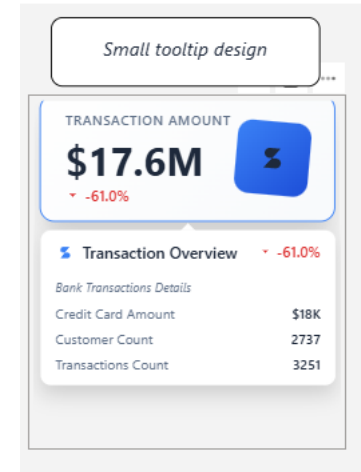 Small tooltip design
TRANSACTION AMOUNT
$17.6M
-61.0%
Transaction Overview -61.0%
Bank Transactions Details
Credit Card Amount $18K
Customer Count 2737
Transactions Count 3251